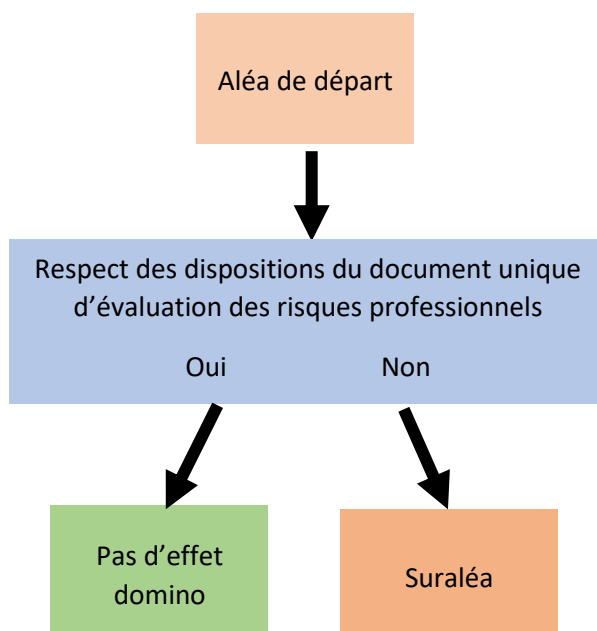 Aléa de départ
Respect des dispositions du document unique
d’évaluation des risques professionnels
Oui Non
Pas d’effet
domino
Suraléa